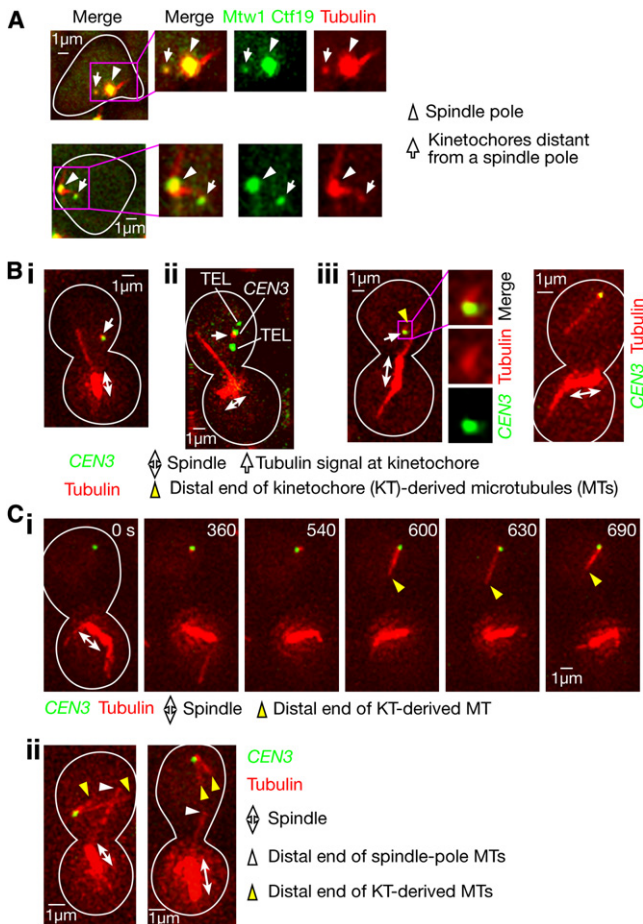 A
Merge
Merge
Mtw1 Ctf19
Tubulin
1µm
1µm
Spindle pole
Kinetochores distant
from a spindle pole
B
i
ii
iii
1µm
TEL
CEN3
TEL
1µm
1µm
CEN3 Tubulin Merge
1µm
CEN3 Tubulin
CEN3
Tubulin
Spindle
Tubulin signal at kinetochore
Distal end of kinetochore (KT)-derived microtubules (MTs)
C
i
0 s
360
540
600
630
690
1µm
CEN3 Tubulin
Spindle
Distal end of KT-derived MT
ii
1µm
1µm
CEN3
Tubulin
Spindle
Distal end of spindle-pole MTs
Distal end of KT-derived MTs